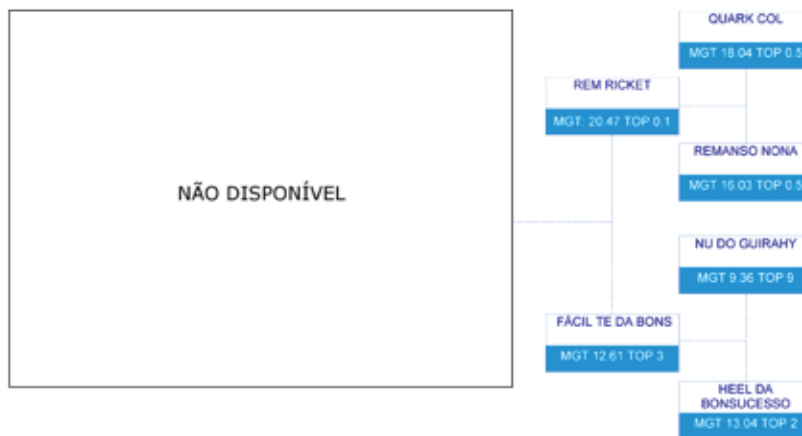 QUARK COL
MGT 18.04 TOP 0.5
REM RICKET
MGT: 20.47 TOP 0.1
REMANSO NONA
MGT 16.03 TOP 0.5
NÃO DISPONÍVEL
NU DO GUIRAHY
MGT 9.36 TOP 9
FÁCIL TE DA BONS
MGT 12.61 TOP 3
HEEL DA
BONSUCESSO
MGT 13.04 TOP 2